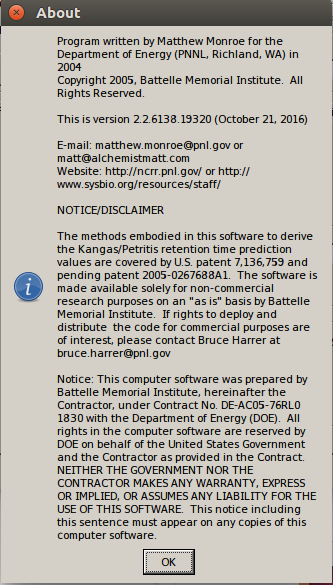 About
Program written by Matthew Monroe for the
Department of Energy (PNNL, Richland, WA) in
2004
Copyright 2005, Battelle Memorial Institute.  All
Rights Reserved.
This is version 2.2.6138.19320 (October 21, 2016)
E-mail: matthew.monroe@pnl.gov or
matt@alchemistmatt.com
Website: http://ncrr.pnl.gov/ or http://
www.sysbio.org/resources/staff/
NOTICE/DISCLAIMER
The methods embodied in this software to derive
the Kangas/Petritis retention time prediction
values are covered by U.S. patent 7,136,759 and
pending patent 2005-0267688A1.  The software is
made available solely for non-commercial
research purposes on an "as is" basis by Battelle
Memorial Institute.  If rights to deploy and
distribute  the code for commercial purposes are
of interest, please contact Bruce Harrer at
bruce.harrer@pnl.gov
Notice: This computer software was prepared by
Battelle Memorial Institute, hereinafter the
Contractor, under Contract No. DE-AC05-76RL0
1830 with the Department of Energy (DOE).  All
rights in the computer software are reserved by
DOE on behalf of the United States Government
and the Contractor as provided in the Contract.
NEITHER THE GOVERNMENT NOR THE
CONTRACTOR MAKES ANY WARRANTY, EXPRESS
OR IMPLIED, OR ASSUMES ANY LIABILITY FOR THE
USE OF THIS SOFTWARE.  This notice including
this sentence must appear on any copies of this
computer software.
OK